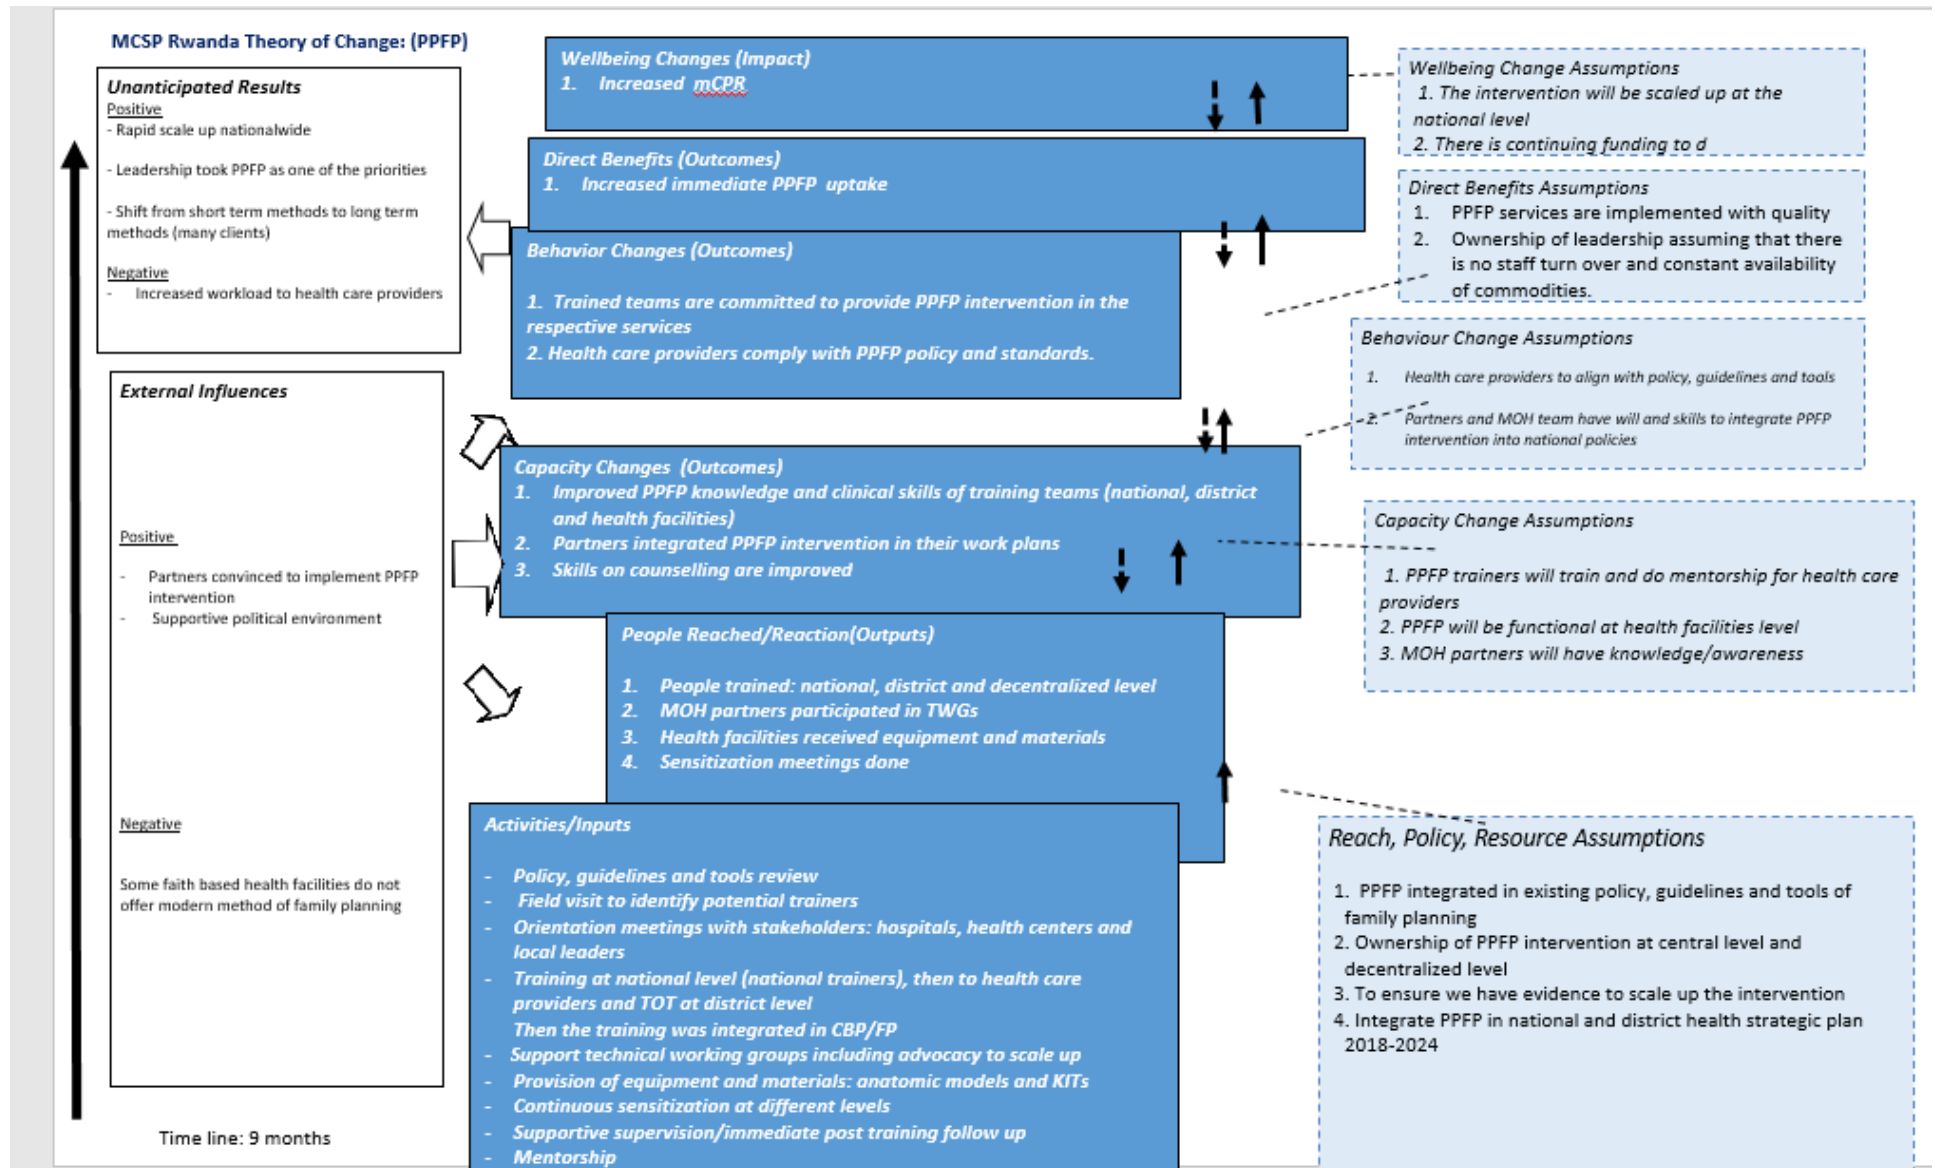 MCSP Rwanda Theory of Change: (PPFP)
Unanticipated Results
Positive
- Rapid scale up nationalwide
- Leadership took PPFP as one of the priorities
- Shift from short term methods to long term
methods (many clients)
Negative
- Increased workload to health care providers
External Influences
Positive
- Partners convinced to implement PPFP
intervention
- Supportive political environment
Negative
Some faith based health facilities do not
offer modern method of family planning
Time line: 9 months
Wellbeing Changes (Impact)
1. Increased mCPR
Direct Benefits (Outcomes)
1. Increased immediate PPFP uptake
Behavior Changes (Outcomes)
1. Trained teams are committed to provide PPFP intervention in the
respective services
2. Health care providers comply with PPFP policy and standards.
Capacity Changes (Outcomes)
1. Improved PPFP knowledge and clinical skills of training teams (national, district
and health facilities)
2. Partners integrated PPFP intervention in their work plans
3. Skills on counselling are improved
People Reached/Reaction(Outputs)
1. People trained: national, district and decentralized level
2. MOH partners participated in TWGs
3. Health facilities received equipment and materials
4. Sensitization meetings done
Activities/Inputs
- Policy, guidelines and tools review
- Field visit to identify potential trainers
- Orientation meetings with stakeholders: hospitals, health centers and
local leaders
- Training at national level (national trainers), then to health care
providers and TOT at district level
Then the training was integrated in CBP/FP
- Support technical working groups including advocacy to scale up
- Provision of equipment and materials: anatomic models and KITs
- Continuous sensitization at different levels
- Supportive supervision/immediate post training follow up
- Mentorship
Wellbeing Change Assumptions
1. The intervention will be scaled up at the
national level
2. There is continuing funding to d
Direct Benefits Assumptions
1. PPFP services are implemented with quality
2. Ownership of leadership assuming that there
is no staff turn over and constant availability
of commodities.
Behaviour Change Assumptions
1. Health care providers to align with policy, guidelines and tools
2. Partners and MOH team have will and skills to integrate PPFP
intervention into national policies
Capacity Change Assumptions
1. PPFP trainers will train and do mentorship for health care
providers
2. PPFP will be functional at health facilities level
3. MOH partners will have knowledge/awareness
Reach, Policy, Resource Assumptions
1. PPFP integrated in existing policy, guidelines and tools of
family planning
2. Ownership of PPFP intervention at central level and
decentralized level
3. To ensure we have evidence to scale up the intervention
4. Integrate PPFP in national and district health strategic plan
2018-2024